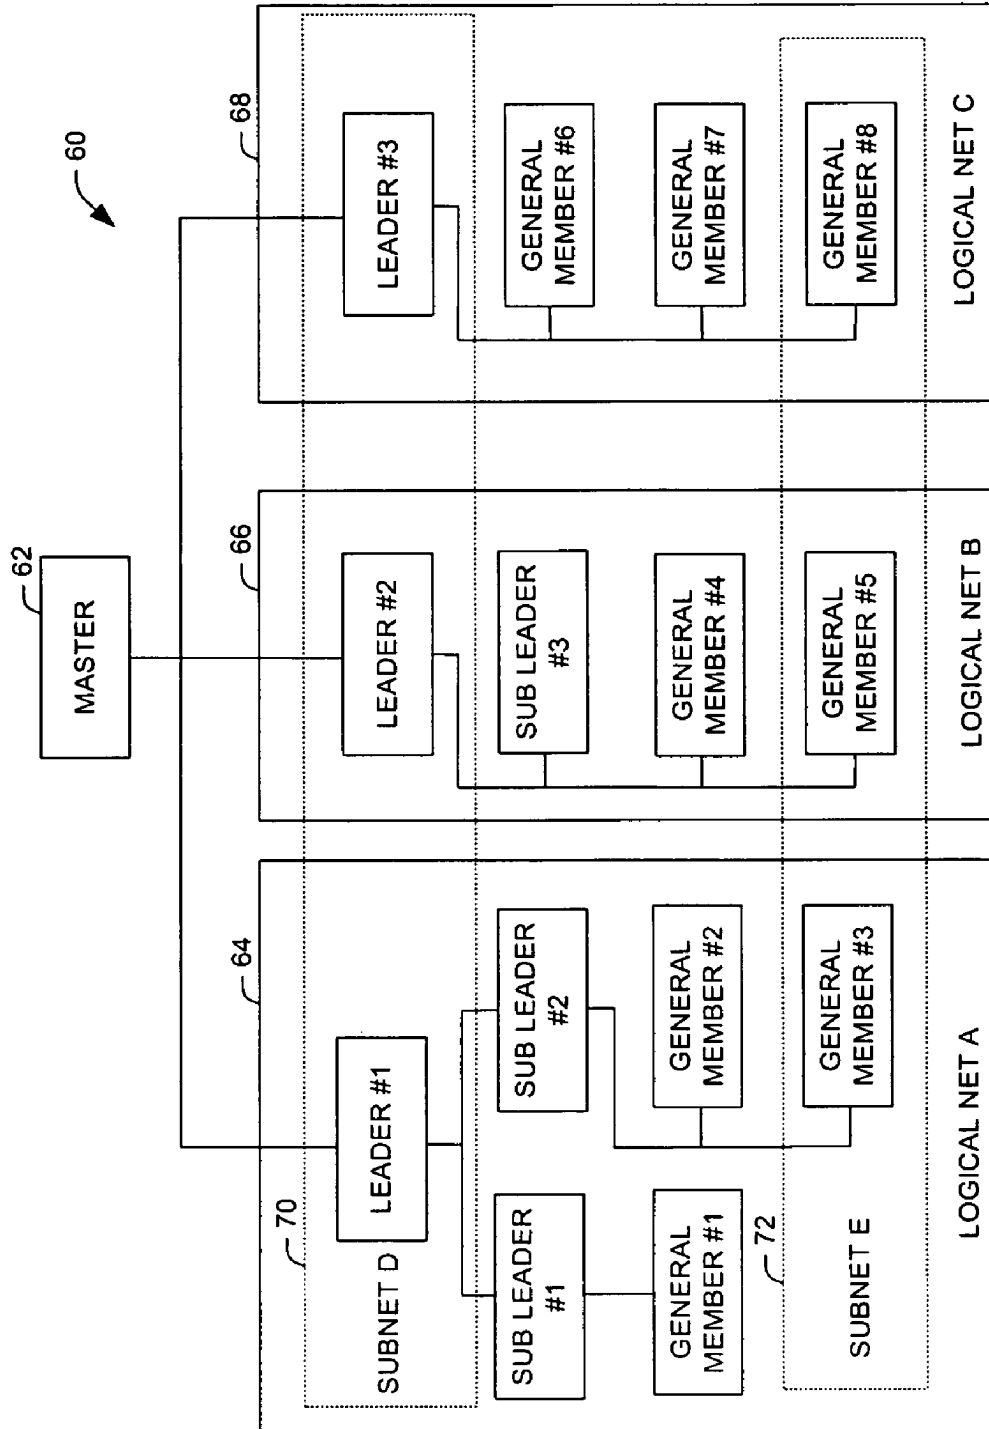 60
62
MASTER
64
66
68
70
SUBNET D
LEADER #1
LEADER #2
LEADER #3
SUB LEADER
#1
SUB LEADER
#2
SUB LEADER
#3
GENERAL
MEMBER #6
GENERAL
MEMBER #1
GENERAL
MEMBER #2
GENERAL
MEMBER #4
GENERAL
MEMBER #7
72
SUBNET E
GENERAL
MEMBER #3
GENERAL
MEMBER #5
GENERAL
MEMBER #8
LOGICAL NET A
LOGICAL NET B
LOGICAL NET C